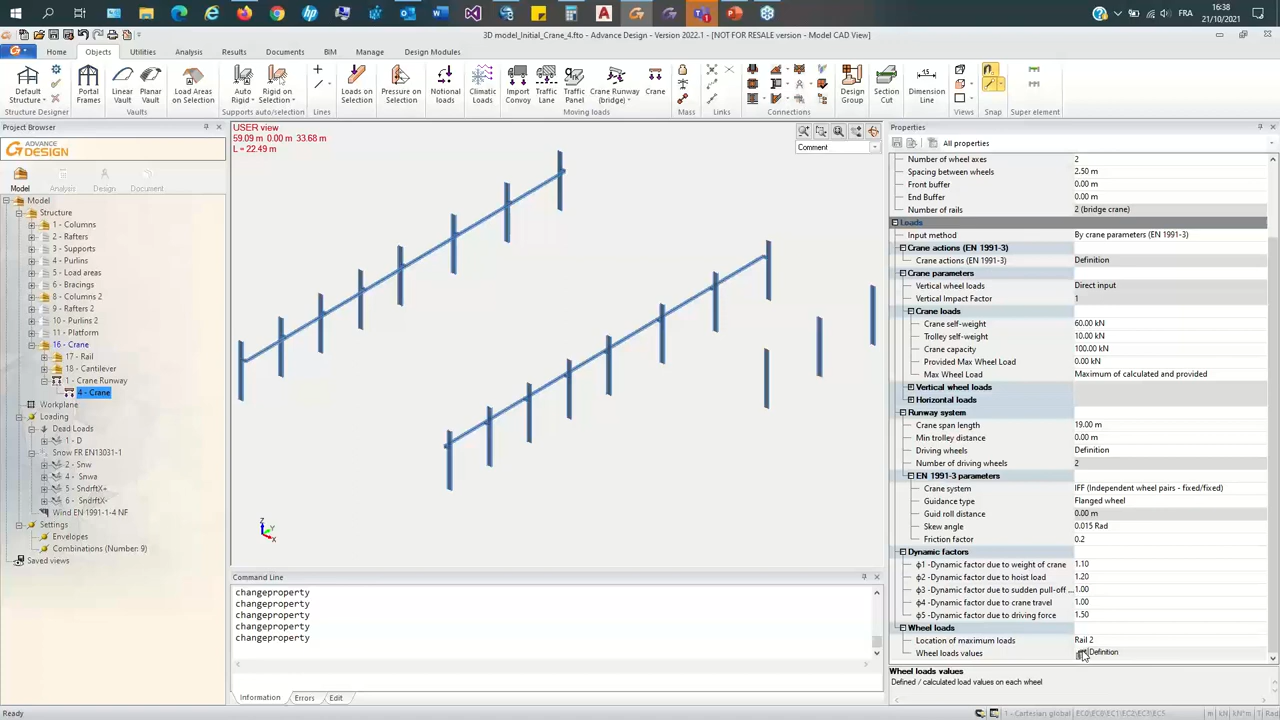 16:38
FRA
21/10/2021
3D model_Initial_Crane_4.fto - Advance Design - Version 2022.1 - [NOT FOR RESALE version - Model CAD View]
Home
Objects
Utilities
Analysis
Results
Documents
BIM
Manage
Design Modules
Default Structure
Portal Frames
Linear Vault
Planar Vault
Load Areas on Selection
Auto Rigid
Rigid on Selection
Loads on Selection
Pressure on Selection
Notional loads
Climatic Loads
Import Convoy
Traffic Lane
Traffic Panel
Crane Runway (bridge)
Crane
Design Group
Section Cut
Dimension Line
Structure Designer
Vaults
Supports auto/selection
Lines
Moving loads
Mass
Links
Connections
Views
Snap
Super element
Project Browser
ADVANCE DESIGN
Model
Analysis
Design
Document
Model
Structure
1 - Columns
2 - Rafters
3 - Supports
4 - Purlins
5 - Load areas
6 - Bracings
8 - Columns 2
9 - Rafters 2
10 - Purlins 2
11 - Platform
16 - Crane
17 - Rail
18 - Cantilever
1 - Crane Runway
4 - Crane
Workplane
Loading
Dead Loads
1 - D
Snow FR EN13031-1
2 - Snw
4 - Snwa
5 - SndriftX+
6 - SndrftX-
Wind EN 1991-1-4 NF
Settings
Envelopes
Combinations (Number: 9)
Saved views
USER view
59.09 m 0.00 m 33.68 m
L = 22.49 m
Comment
Z
Y
X
Command Line
changeproperty
changeproperty
changeproperty
changeproperty
changeproperty
Information
Errors
Edit
Properties
All properties
Number of wheel axes 2
Spacing between wheels 2.50 m
Front buffer 0.00 m
End Buffer 0.00 m
Number of rails 2 (bridge crane)
Loads
Input method By crane parameters (EN 1991-3)
Crane actions (EN 1991-3)
Crane actions (EN 1991-3) Definition
Crane parameters
Vertical wheel loads Direct input
Vertical Impact Factor 1
Crane loads
Crane self-weight 60.00 kN
Trolley self-weight 10.00 kN
Crane capacity 100.00 kN
Provided Max Wheel Load 0.00 kN
Max Wheel Load Maximum of calculated and provided
Vertical wheel loads
Horizontal loads
Runway system
Crane span length 19.00 m
Min trolley distance 0.00 m
Driving wheels Definition
Number of driving wheels 2
EN 1991-3 parameters
Crane system IFF (Independent wheel pairs - fixed/fixed)
Guidance type Flanged wheel
Guid roll distance 0.00 m
Skew angle 0.015 Rad
Friction factor 0.2
Dynamic factors
ϕ1 -Dynamic factor due to weight of crane 1.10
ϕ2 -Dynamic factor due to hoist load 1.20
ϕ3 -Dynamic factor due to sudden pull-off ... 1.00
ϕ4 -Dynamic factor due to crane travel 1.00
ϕ5 -Dynamic factor due to driving force 1.50
Wheel loads
Location of maximum loads Rail 2
Wheel loads values Definition
Wheel loads values
Defined / calculated load values on each wheel
Ready
1 - Cartesian global
m kN kN*m T Rad